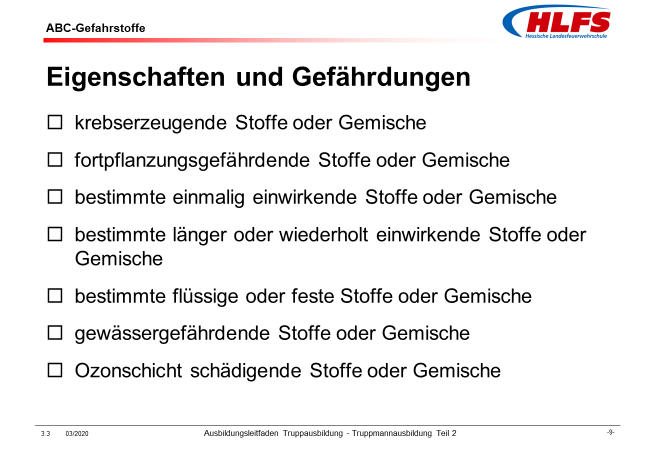 ABC-Gefahrstoffe
HLFS
Hessische Landesfeuerwehrschule
Eigenschaften und Gefährdungen
krebserzeugende Stoffe oder Gemische
fortpflanzungsgefährdende Stoffe oder Gemische
bestimmte einmalig einwirkende Stoffe oder Gemische
bestimmte länger oder wiederholt einwirkende Stoffe oder
Gemische
bestimmte flüssige oder feste Stoffe oder Gemische
gewässergefährdende Stoffe oder Gemische
Ozonschicht schädigende Stoffe oder Gemische
3.3 03/2020 Ausbildungsleitfaden Truppausbildung - Truppmannausbildung Teil 2 -9-